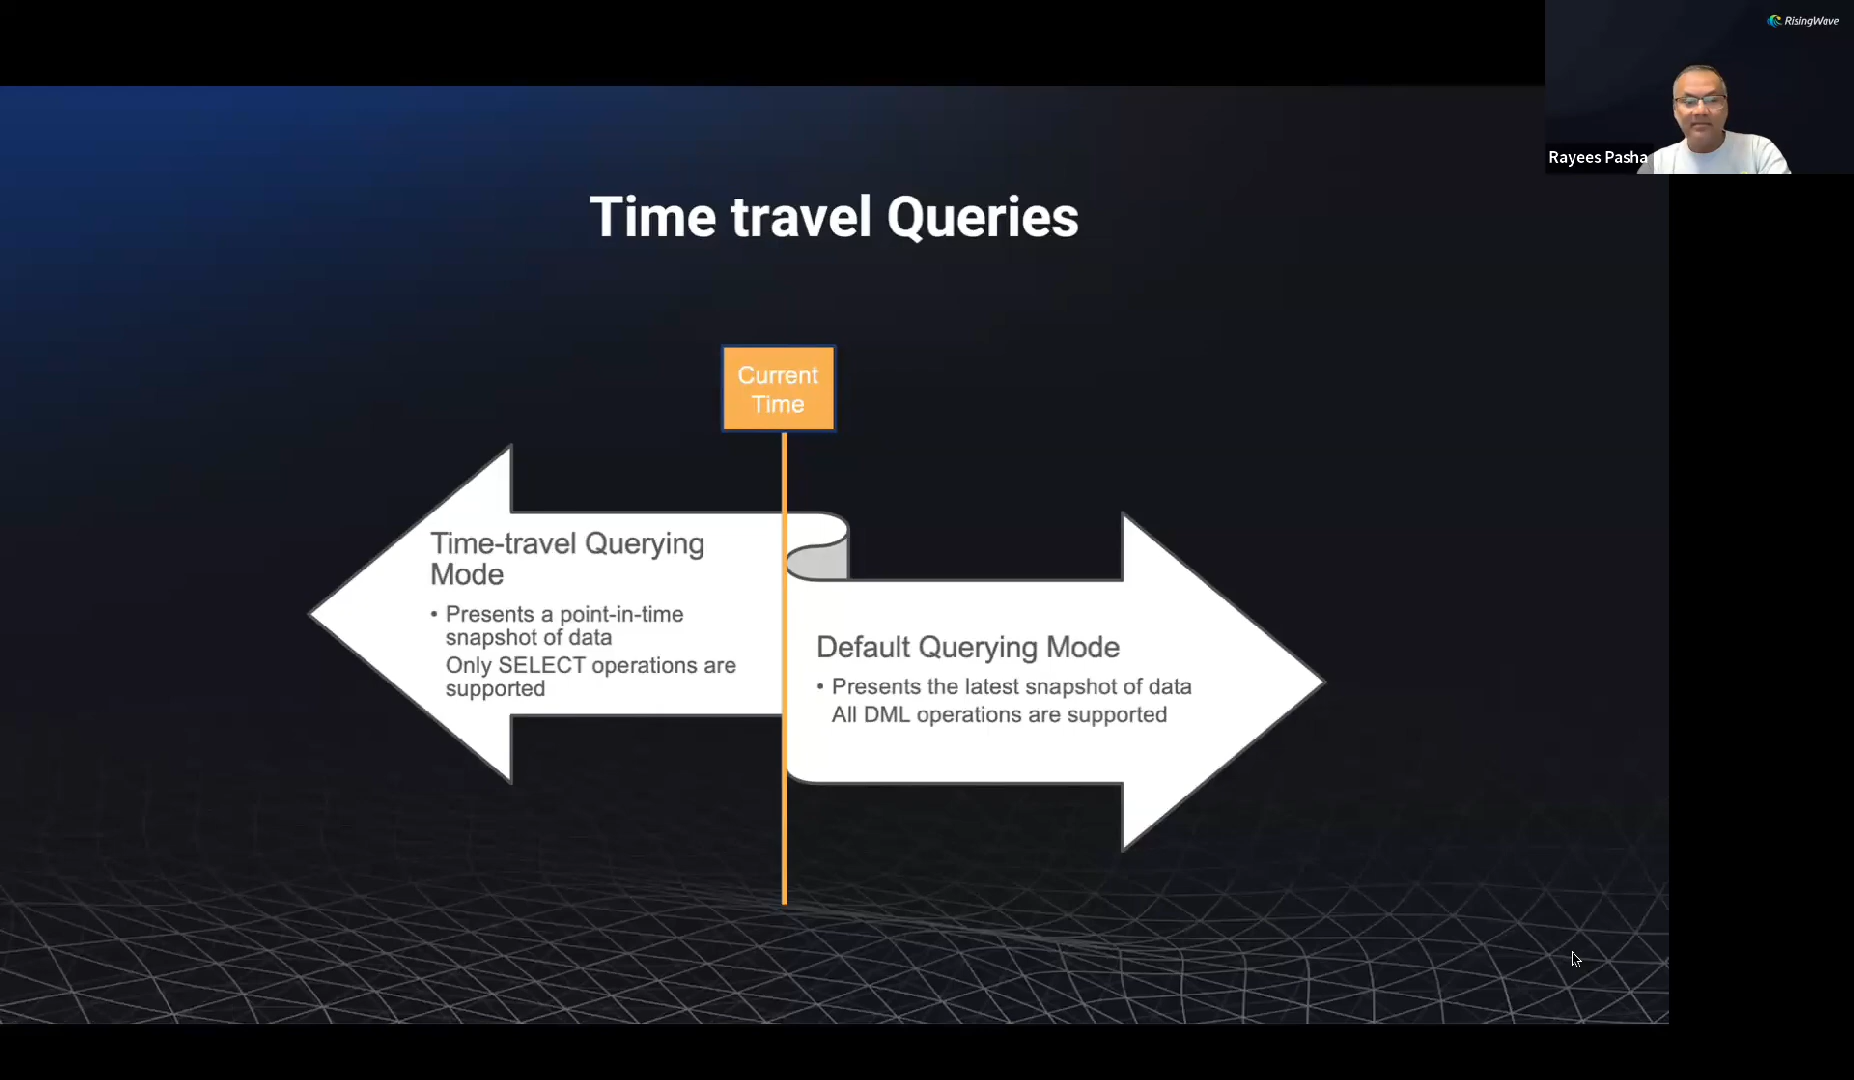 RisingWave
Rayees Pasha
Time travel Queries
Current
Time
Time-travel Querying
Mode
• Presents a point-in-time
snapshot of data
Only SELECT operations are
supported
Default Querying Mode
• Presents the latest snapshot of data
All DML operations are supported